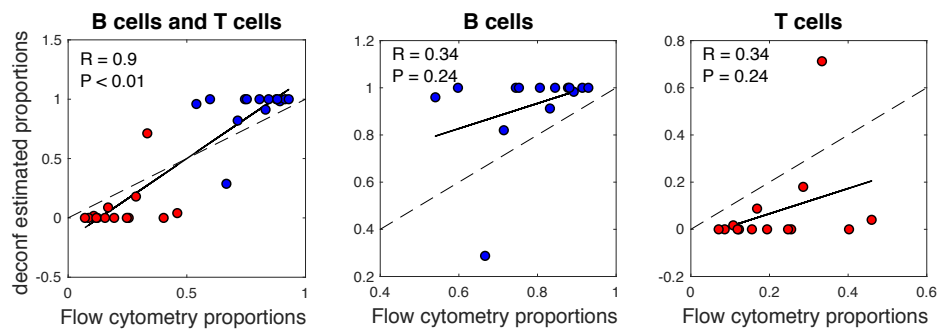 B cells and T cells
R = 0.9
P < 0.01
deconf estimated proportions
1.5
1
0.5
0
-0.5
0
0.5
1
Flow cytometry proportions
B cells
R = 0.34
P = 0.24
1.2
1
0.8
0.6
0.4
0.2
0.4
0.6
0.8
1
Flow cytometry proportions
T cells
R = 0.34
P = 0.24
0.8
0.6
0.4
0.2
0
-0.2
0
0.2
0.4
0.6
Flow cytometry proportions